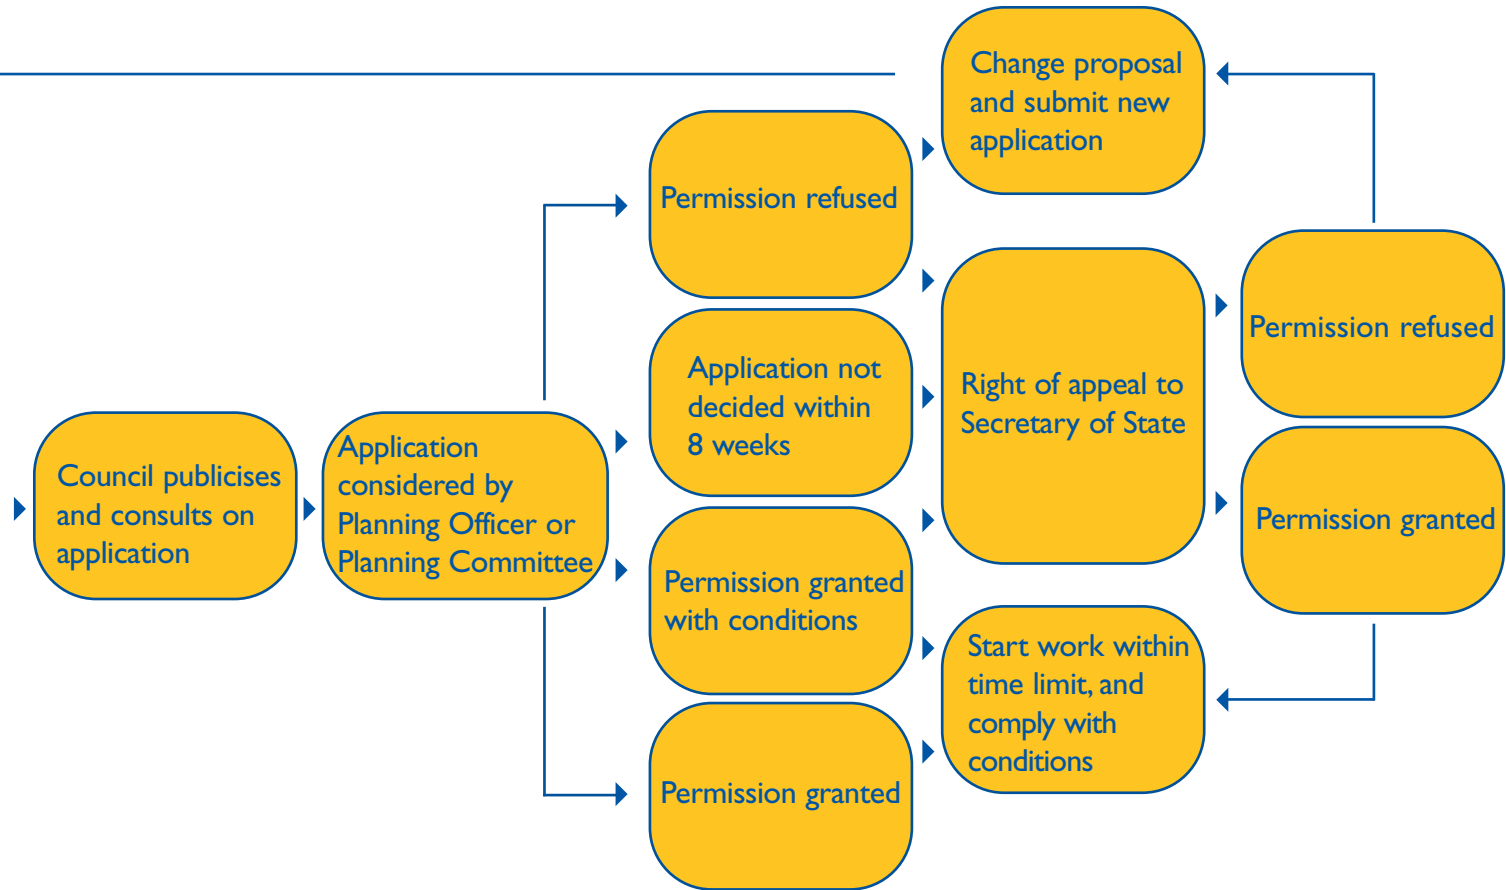 Council publicises
and consults on
application
Application
considered by
Planning Officer or
Planning Committee
Permission refused
Application not
decided within
8 weeks
Permission granted
with conditions
Permission granted
Change proposal
and submit new
application
Right of appeal to
Secretary of State
Start work within
time limit, and
comply with
conditions
Permission refused
Permission granted